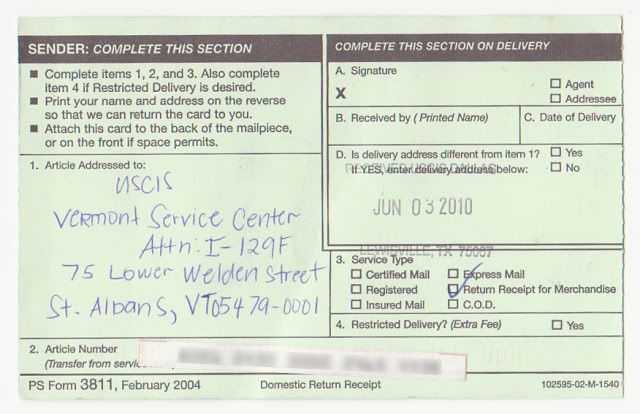 SENDER: COMPLETE THIS SECTION
■ Complete items 1, 2, and 3. Also complete
item 4 if Restricted Delivery is desired.
■ Print your name and address on the reverse
so that we can return the card to you.
■ Attach this card to the back of the mailpiece,
or on the front if space permits.
1. Article Addressed to:
USCIS
Vermont Service Center
Attn: I-129F
75 Lower Welden Street
St. Albans, VT 05479-0001
2. Article Number
(Transfer from
COMPLETE THIS SECTION ON DELIVERY
A. Signature
X
☐ Agent
☐ Addressee
B. Received by (Printed Name)
C. Date of Delivery
D. Is delivery address different from item 1? ☐ Yes
If YES, enter delivery address below: ☐ No
JUN 03 2010
LEWISVILLE, TX 75067
3. Service Type
☐ Certified Mail ☐ Express Mail
☐ Registered ☑ Return Receipt for Merchandise
☐ Insured Mail ☐ C.O.D.
4. Restricted Delivery? (Extra Fee) ☐ Yes
PS Form 3811, February 2004 Domestic Return Receipt 102595-02-M-1540